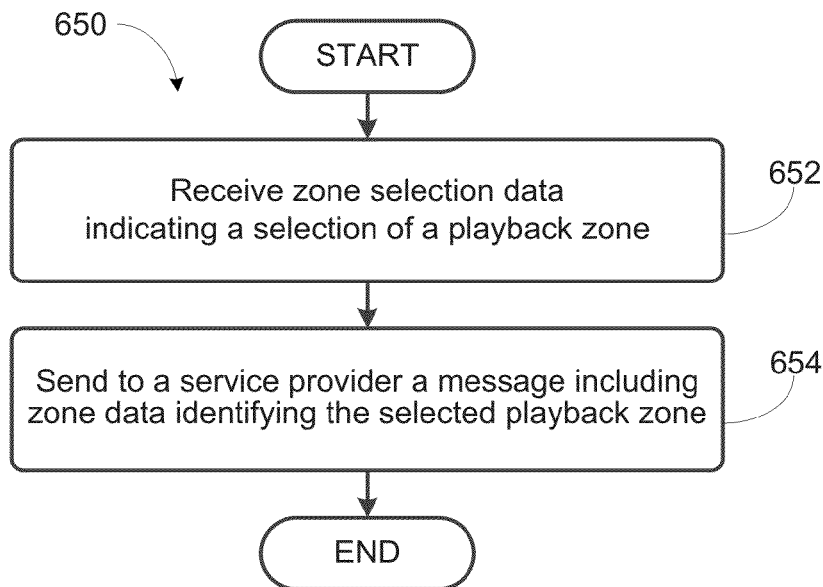 650
START
Receive zone selection data
indicating a selection of a playback zone
652
Send to a service provider a message including
zone data identifying the selected playback zone
654
END